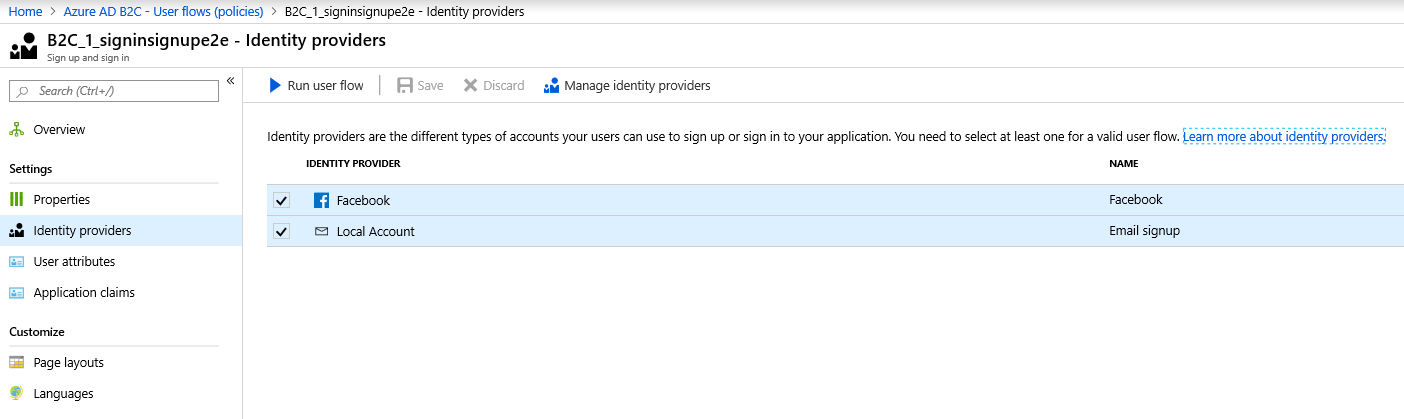 Home > Azure AD B2C - User flows (policies) > B2C_1_signinsignupe2e - Identity providers
B2C_1_signinsignupe2e - Identity providers
Sign up and sign in
Search (Ctrl+/)
«
Overview
Settings
Properties
Identity providers
User attributes
Application claims
Customize
Page layouts
Languages
Run user flow Save Discard Manage identity providers
Identity providers are the different types of accounts your users can use to sign up or sign in to your application. You need to select at least one for a valid user flow. Learn more about identity providers.
IDENTITY PROVIDER NAME
Facebook Facebook
Local Account Email signup